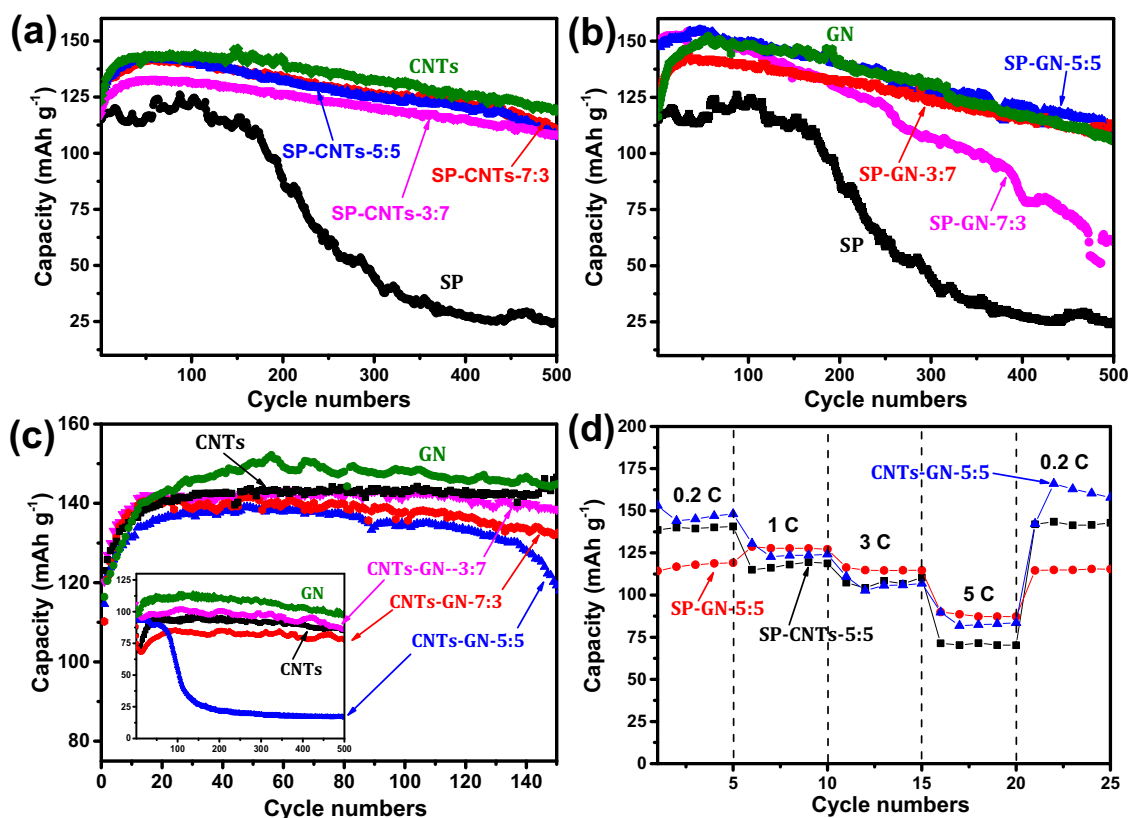 (a)
150
125
100
75
50
25
Capacity (mAh g⁻¹)
CNTs
SP-CNTs-5:5
SP-CNTs-7:3
SP-CNTs-3:7
SP
100 200 300 400 500
Cycle numbers
(b)
150
125
100
75
50
25
Capacity (mAh g⁻¹)
GN
SP-GN-5:5
SP-GN-3:7
SP-GN-7:3
SP
100 200 300 400 500
Cycle numbers
(c)
160
140
120
100
80
Capacity (mAh g⁻¹)
CNTs
GN
CNTs-GN--3:7
CNTs-GN-7:3
CNTs-GN-5:5
125
100
75
50
25
0
GN
CNTs
100 200 300 400 500
0 20 40 60 80 100 120 140
Cycle numbers
(d)
200
175
150
125
100
75
50
25
0
Capacity (mAh g⁻¹)
CNTs-GN-5:5
0.2 C
0.2 C
1 C
3 C
5 C
SP-GN-5:5
SP-CNTs-5:5
5 10 15 20 25
Cycle numbers